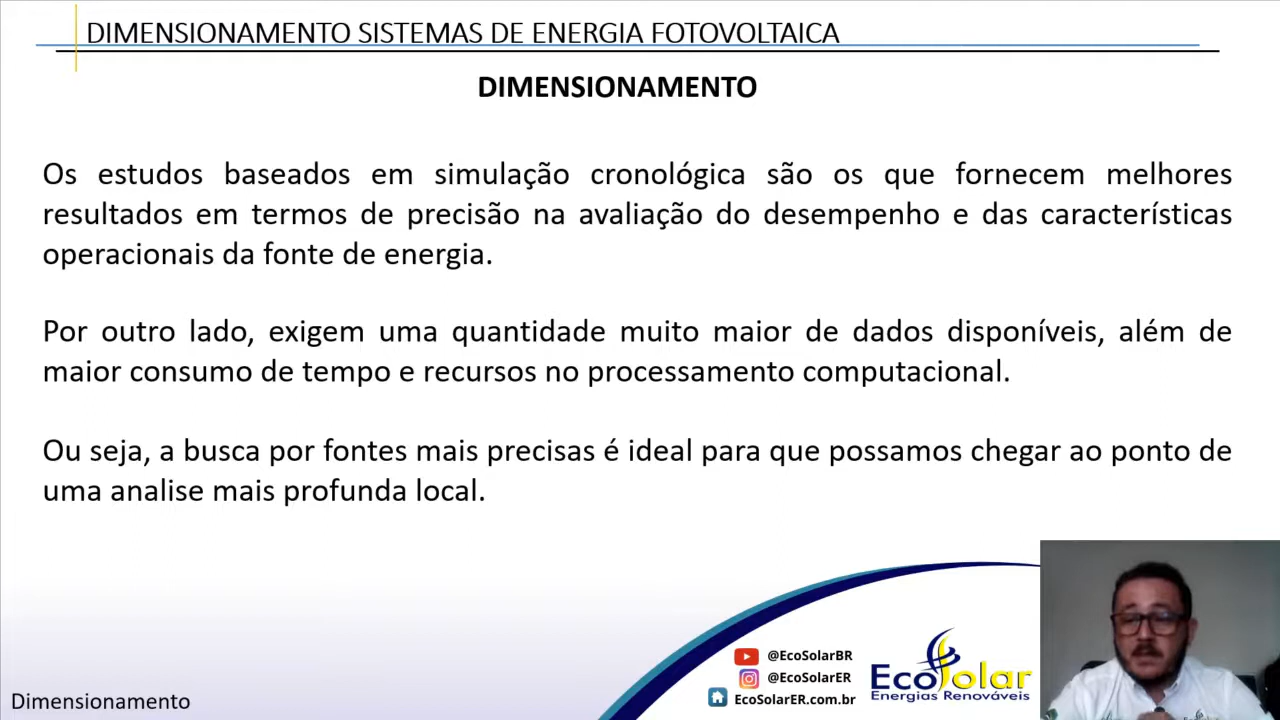 DIMENSIONAMENTO SISTEMAS DE ENERGIA FOTOVOLTAICA
DIMENSIONAMENTO
Os estudos baseados em simulação cronológica são os que fornecem melhores
resultados em termos de precisão na avaliação do desempenho e das características
operacionais da fonte de energia.
Por outro lado, exigem uma quantidade muito maior de dados disponíveis, além de
maior consumo de tempo e recursos no processamento computacional.
Ou seja, a busca por fontes mais precisas é ideal para que possamos chegar ao ponto de
uma analise mais profunda local.
@EcoSolarBR
@EcoSolarER
EcoSolarER.com.br
EcoSolar
Energias Renováveis
Dimensionamento